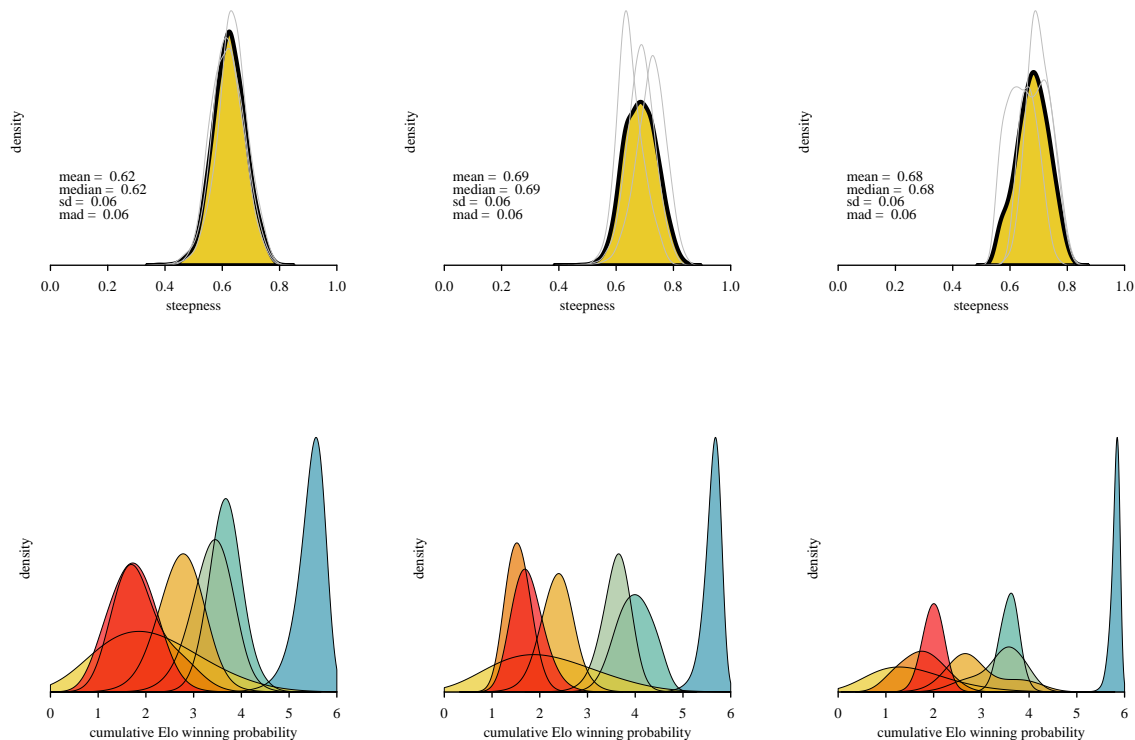 density
mean = 0.62
median = 0.62
sd = 0.06
mad = 0.06
0.0 0.2 0.4 0.6 0.8 1.0
steepness
density
mean = 0.69
median = 0.69
sd = 0.06
mad = 0.06
0.0 0.2 0.4 0.6 0.8 1.0
steepness
density
mean = 0.68
median = 0.68
sd = 0.06
mad = 0.06
0.0 0.2 0.4 0.6 0.8 1.0
steepness
density
0 1 2 3 4 5 6
cumulative Elo winning probability
density
0 1 2 3 4 5 6
cumulative Elo winning probability
density
0 1 2 3 4 5 6
cumulative Elo winning probability